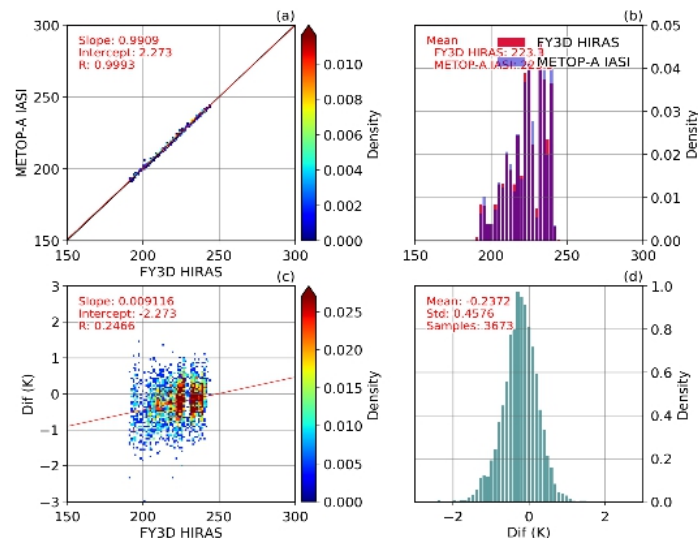 (a)
300
250
200
150
150
200
250
300
METOP-A IASI
FY3D HIRAS
Slope: 0.9909
Intercept: 2.273
R: 0.9993
0.010
0.008
0.006
0.004
0.002
0.000
Density
(b)
Mean
FY3D HIRAS: 223.3
METOP-A IASI:
FY3D HIRAS
METOP-A IASI
0.05
0.04
0.03
0.02
0.01
0.00
Density
150
200
250
300
(c)
Slope: 0.009116
Intercept: -2.273
R: 0.2466
3
2
1
0
−1
−2
−3
Dif (K)
150
200
250
300
FY3D HIRAS
0.025
0.020
0.015
0.010
0.005
0.000
Density
(d)
Mean: -0.2372
Std: 0.4576
Samples: 3673
1.0
0.8
0.6
0.4
0.2
0.0
Density
−2
0
2
Dif (K)